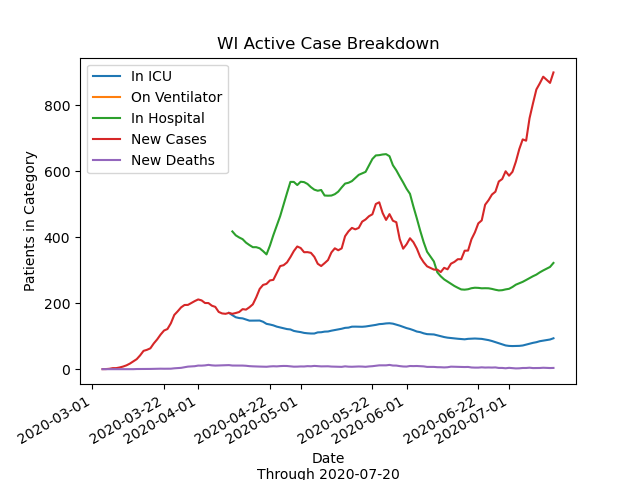 WI Active Case Breakdown
In ICU
On Ventilator
In Hospital
New Cases
New Deaths
Patients in Category
800
600
400
200
0
2020-03-01
2020-03-22
2020-04-01
2020-04-22
2020-05-01
2020-05-22
2020-06-01
2020-06-22
2020-07-01
Date
Through 2020-07-20